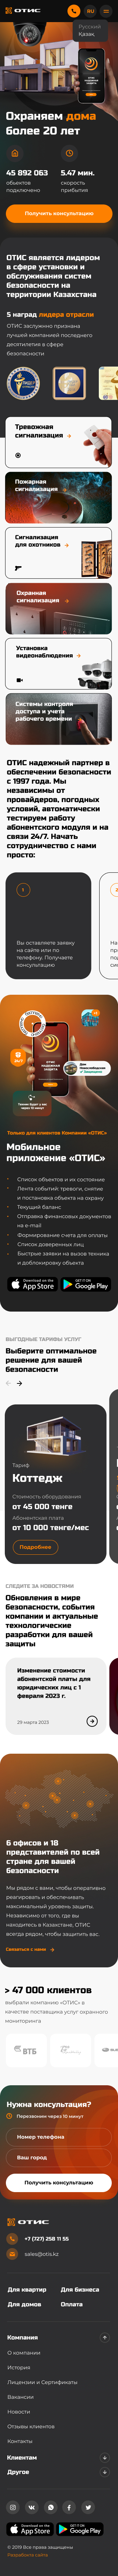 ОТИС
RU
Русский
Қазақ
Охраняем дома
более 20 лет
45 892 063
объектов
подключено
5.47 мин.
скорость
прибытия
Получить консультацию
ОТИС является лидером
в сфере установки и
обслуживания систем
безопасности на
территории Казахстана
5 наград лидера отрасли
ОТИС заслужино признана
лучшей компанией последнего
десятилетия в сфере
безопасности
Тревожная
сигнализация
Пожарная
сигнализация
Сигнализация
для охотников
Охранная
сигнализация
Установка
видеонаблюдения
Системы контроля
доступа и учета
рабочего времени
ОТИС надежный партнер в
обеспечении безопасности
с 1997 года. Мы
независимы от
провайдеров, погодных
условий, автоматически
тестируем работу
абонентского модуля и на
связи 24/7. Начать
сотрудничество с нами
просто:
1
Вы оставляете заявку
на сайте или по
телефону. Получаете
консультацию
2
Только для клиентов Компании «ОТИС»
Мобильное
приложение «ОТИС»
Список объектов и их состояние
Лента событий: тревоги, снятие
и постановка объекта на охрану
Текущий баланс
Отправка финансовых документов
на e-mail
Формирование счета для оплаты
Список доверенных лиц
Быстрые заявки на вызов техника
и доблокировку объекта
Download on the
App Store
GET IT ON
Google Play
ВЫГОДНЫЕ ТАРИФЫ УСЛУГ
Выберите оптимальное
решение для вашей
безопасности
Тариф
Коттедж
Стоимость оборудования
от 45 000 тенге
Абонентская плата
от 10 000 тенге/мес
Подробнее
СЛЕДИТЕ ЗА НОВОСТЯМИ
Обновления в мире
безопасности, события
компании и актуальные
технологические
разработки для вашей
защиты
Изменение стоимости
абонентской платы для
юридических лиц с 1
февраля 2023 г.
29 марта 2023
6 офисов и 18
представителей по всей
стране для вашей
безопасности
Мы рядом с вами, чтобы оперативно
реагировать и обеспечивать
максимальный уровень защиты.
Независимо от того, где вы
находитесь в Казахстане, ОТИС
всегда рядом, чтобы защитить вас.
Связаться с нами
> 47 000 клиентов
выбрали компанию «ОТИС» в
качестве поставщика услуг охранного
мониторинга
ВТБ
Нужна консультация?
Перезвоним через 10 минут
Номер телефона
Ваш город
Получить консультацию
ОТИС
+7 (727) 258 11 55
sales@otis.kz
Для квартир
Для бизнеса
Для домов
Оплата
Компания
О компании
История
Лицензии и Сертификаты
Вакансии
Новости
Отзывы клиентов
Контакты
Клиентам
Другое
Download on the
App Store
GET IT ON
Google Play
© 2019 Все права защищены
Разработка сайта